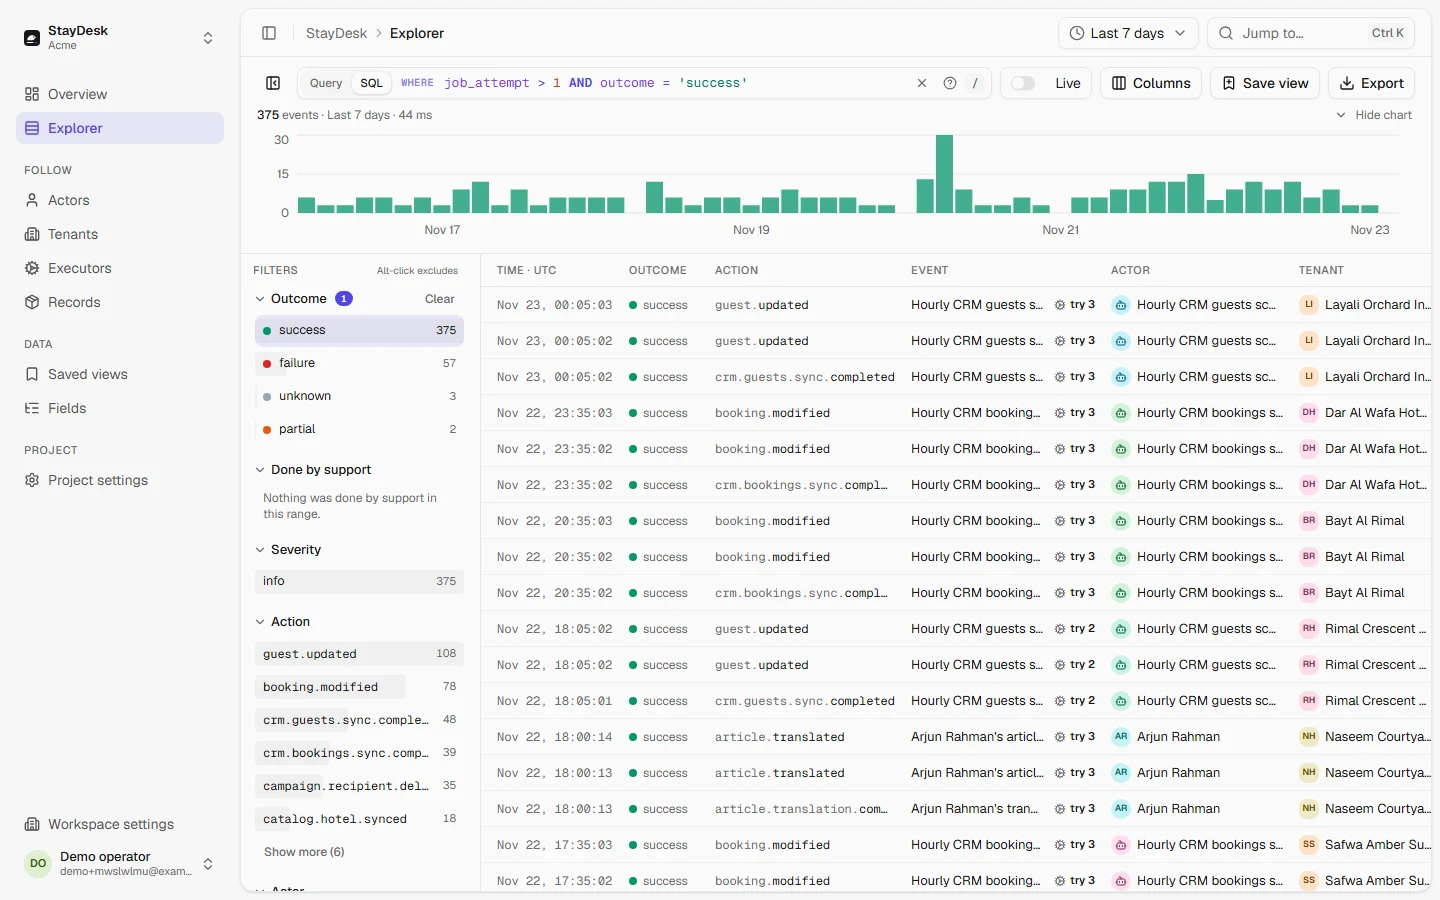 StayDesk
Acme
Overview
Explorer
FOLLOW
Actors
Tenants
Executors
Records
DATA
Saved views
Fields
PROJECT
Project settings
Workspace settings
DO
Demo operator
demo+mwslwlmu@exam...
StayDesk > Explorer
Last 7 days
Jump to...
Ctrl K
Query SQL WHERE job_attempt > 1 AND outcome = 'success'
/
Live
Columns
Save view
Export
375 events · Last 7 days · 44 ms
Hide chart
30
15
0
Nov 17
Nov 19
Nov 21
Nov 23
FILTERS Alt-click excludes
Outcome 1 Clear
success 375
failure 57
unknown 3
partial 2
Done by support
Nothing was done by support in
this range.
Severity
info 375
Action
guest.updated 108
booking.modified 78
crm.guests.sync.comple... 48
crm.bookings.sync.comp... 39
campaign.recipient.del... 35
catalog.hotel.synced 18
Show more (6)
Actor
TIME · UTC OUTCOME ACTION EVENT ACTOR TENANT
Nov 23, 00:05:03 success guest.updated Hourly CRM guests s... try 3 Hourly CRM guests sc... LI Layali Orchard In...
Nov 23, 00:05:02 success guest.updated Hourly CRM guests s... try 3 Hourly CRM guests sc... LI Layali Orchard In...
Nov 23, 00:05:02 success crm.guests.sync.completed Hourly CRM guests s... try 3 Hourly CRM guests sc... LI Layali Orchard In...
Nov 22, 23:35:03 success booking.modified Hourly CRM booking... try 3 Hourly CRM bookings s... DH Dar Al Wafa Hot...
Nov 22, 23:35:02 success booking.modified Hourly CRM booking... try 3 Hourly CRM bookings s... DH Dar Al Wafa Hot...
Nov 22, 23:35:02 success crm.bookings.sync.compl... Hourly CRM booking... try 3 Hourly CRM bookings s... DH Dar Al Wafa Hot...
Nov 22, 20:35:03 success booking.modified Hourly CRM booking... try 3 Hourly CRM bookings s... BR Bayt Al Rimal
Nov 22, 20:35:02 success booking.modified Hourly CRM booking... try 3 Hourly CRM bookings s... BR Bayt Al Rimal
Nov 22, 20:35:02 success crm.bookings.sync.compl... Hourly CRM booking... try 3 Hourly CRM bookings s... BR Bayt Al Rimal
Nov 22, 18:05:02 success guest.updated Hourly CRM guests s... try 2 Hourly CRM guests sc... RH Rimal Crescent ...
Nov 22, 18:05:02 success guest.updated Hourly CRM guests s... try 2 Hourly CRM guests sc... RH Rimal Crescent ...
Nov 22, 18:05:01 success crm.guests.sync.completed Hourly CRM guests s... try 2 Hourly CRM guests sc... RH Rimal Crescent ...
Nov 22, 18:00:14 success article.translated Arjun Rahman's articl... try 3 AR Arjun Rahman NH Naseem Courtya...
Nov 22, 18:00:13 success article.translated Arjun Rahman's articl... try 3 AR Arjun Rahman NH Naseem Courtya...
Nov 22, 18:00:13 success article.translation.com... Arjun Rahman's tran... try 3 AR Arjun Rahman NH Naseem Courtya...
Nov 22, 17:35:03 success booking.modified Hourly CRM booking... try 3 Hourly CRM bookings s... SS Safwa Amber Su...
Nov 22, 17:35:02 success booking.modified Hourly CRM booking... try 3 Hourly CRM bookings s... SS Safwa Amber Su...